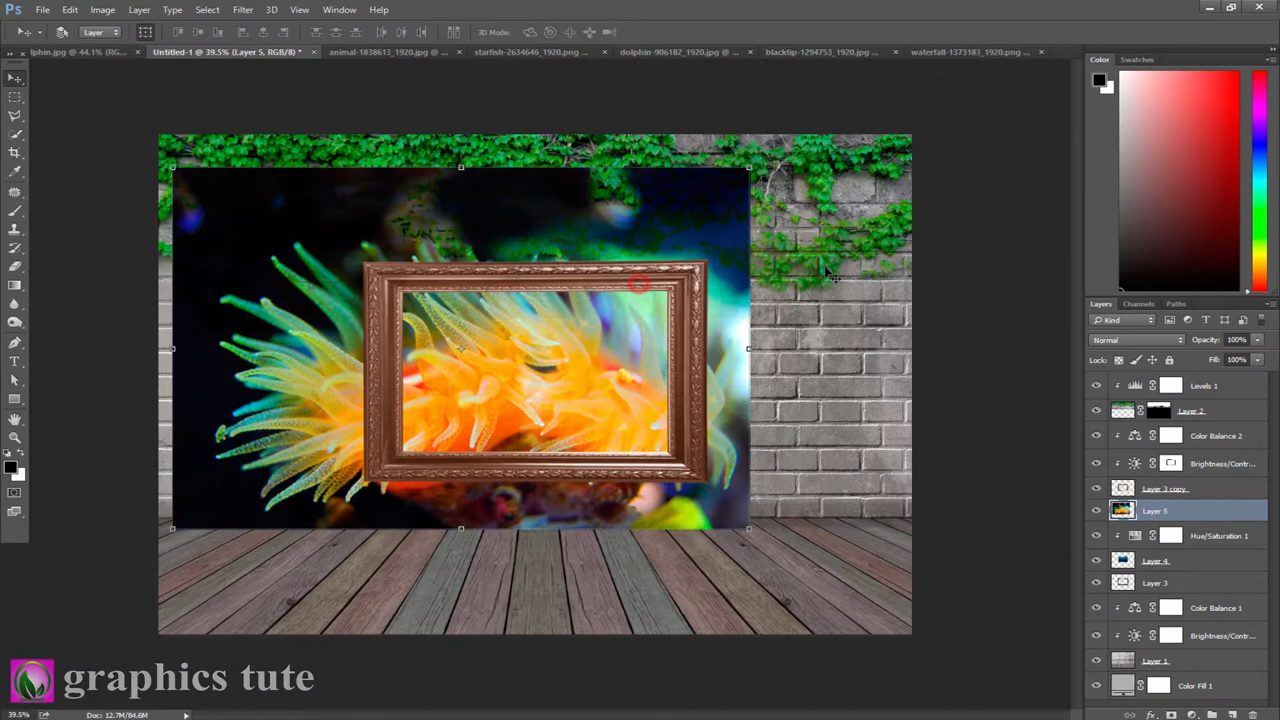 Ps File Edit Image Layer Type Select Filter 3D View Window Help
Layer 3D Mode:
lphin.jpg @ 44.1% (RG... × Untitled-1 @ 39.5% (Layer 5, RGB/8) * × animal-1838613_1920.jpg @ ... × starfish-2634646_1920.png ... × dolphin-906182_1920.jpg @ ... × blacktip-1294753_1920.jpg ... × waterfall-1373183_1920.png ... ×
Color Swatches
Layers Channels Paths
Kind
Normal Opacity: 100%
Lock: Fill: 100%
Levels 1
Layer 2
Color Balance 2
Brightness/Contr...
Layer 3 copy
Layer 5
Hue/Saturation 1
Layer 4
Layer 3
Color Balance 1
Brightness/Contr...
Layer 1
Color Fill 1
graphics tute
39.5% Doc: 12.7M/84.6M